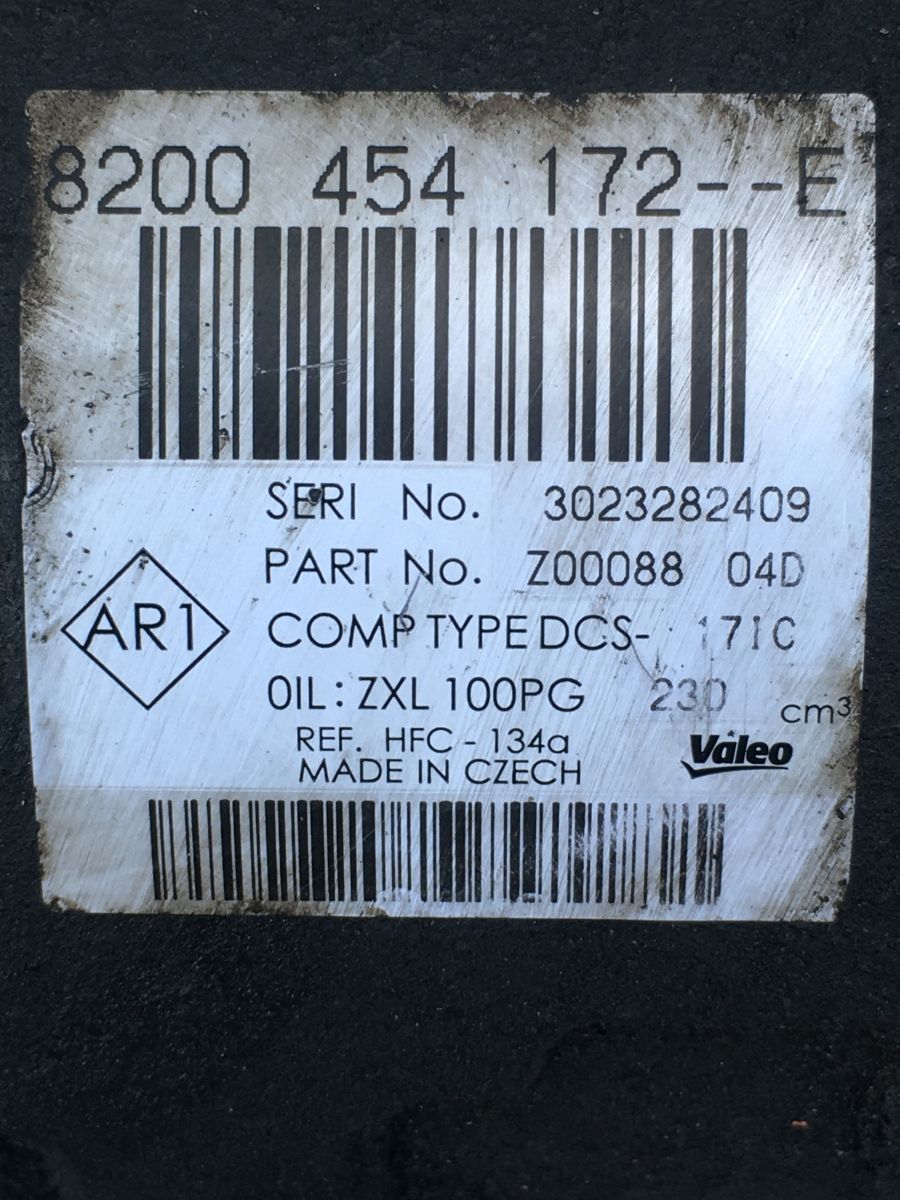 8200 454 172--E
SERI No. 3023282409
PART No. Z00088 04D
AR1
COMP TYPE DCS- 17IC
OIL: ZXL 100PG 230 cm³
REF. HFC - 134a
Valeo
MADE IN CZECH